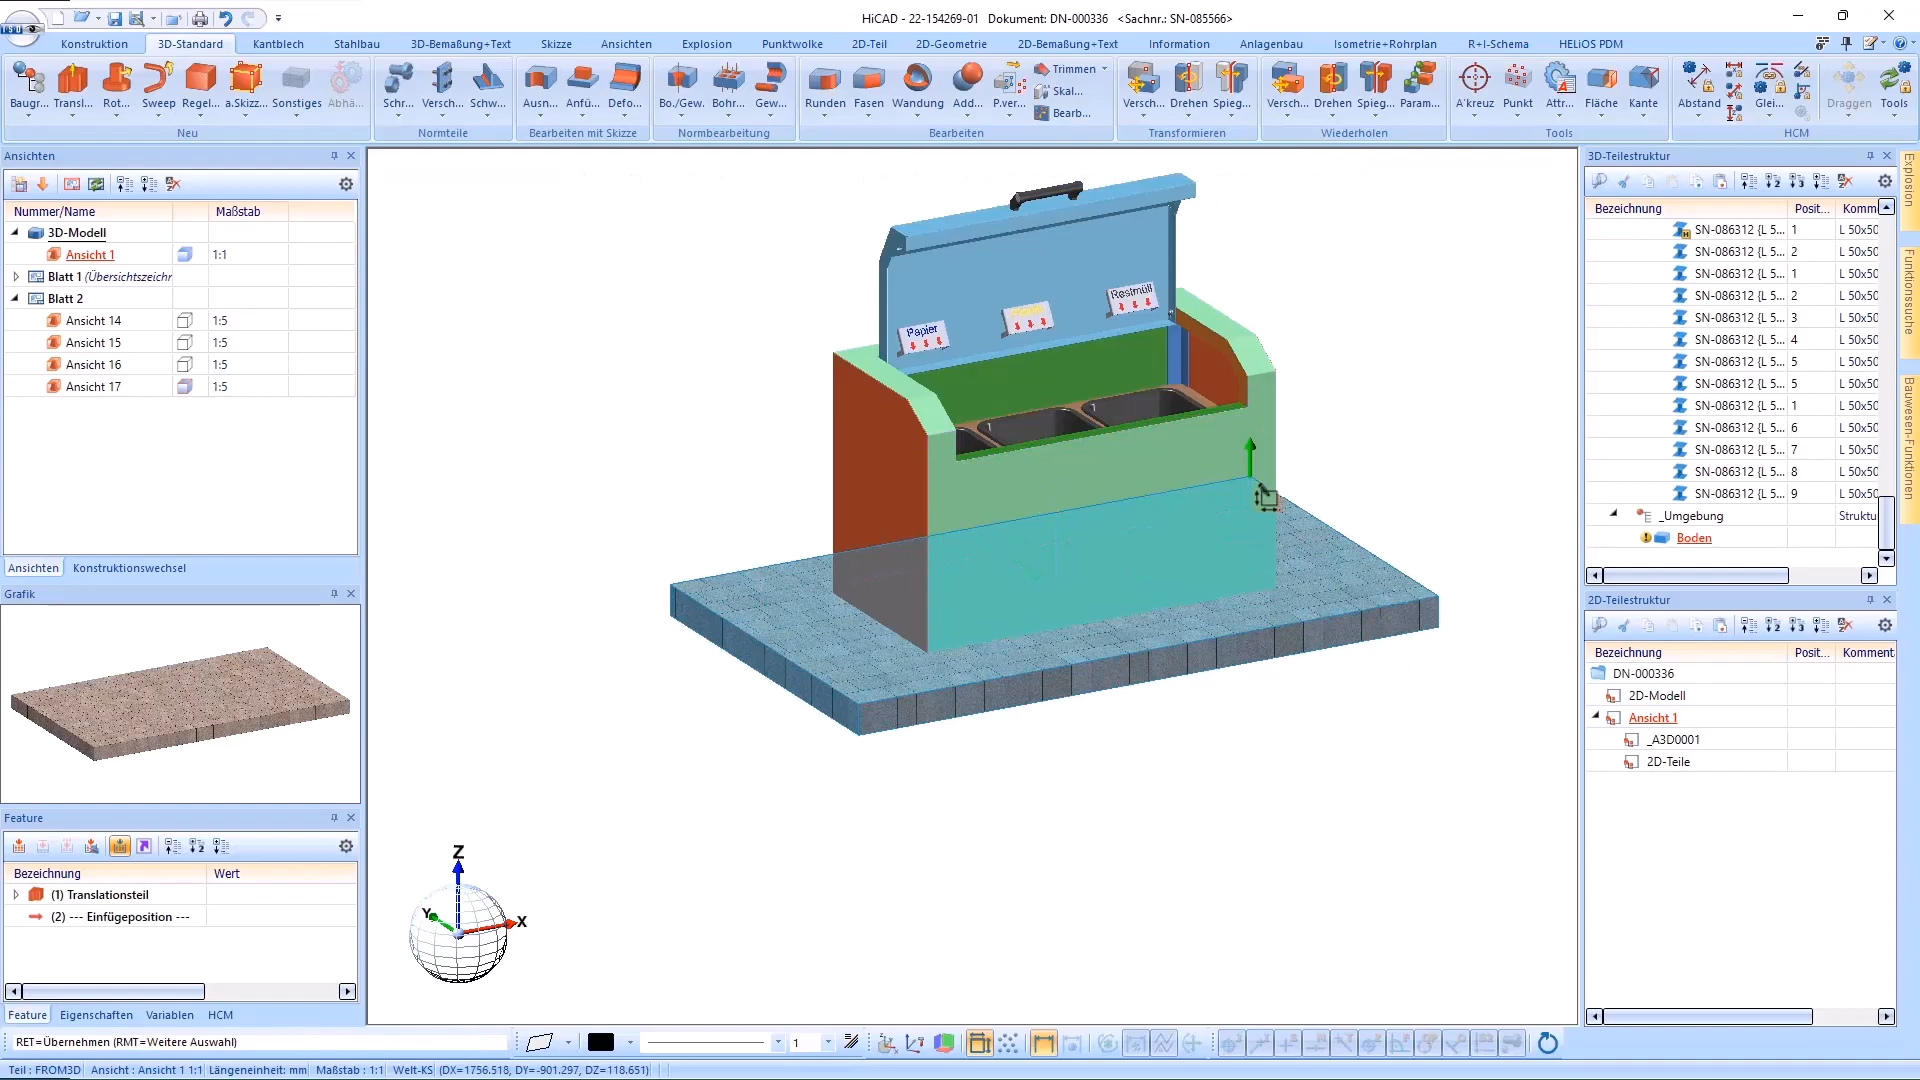 HiCAD - 22-154269-01   Dokument: DN-000336   <Sachnr.: SN-085566>
Konstruktion 3D-Standard Kantblech Stahlbau 3D-Bemaßung+Text Skizze Ansichten Explosion Punktwolke 2D-Teil 2D-Geometrie 2D-Bemaßung+Text Information Anlagenbau Isometrie+Rohrplan R+I-Schema HELiOS PDM
Trimmen
Skal...
Bearb...
Baugr... Transl... Rot... Sweep Regel... a.Skizz... Sonstiges Abhä... Schr... Versch... Schw... Ausn... Anfü... Defo... Bo./Gew. Bohr... Gew... Runden Fasen Wandung Add... P.ver... Versch... Drehen Spieg... Versch... Drehen Spieg... Param... A'kreuz Punkt Attr... Fläche Kante Abstand Glei... Draggen Tools
Neu Normteile Bearbeiten mit Skizze Normbearbeitung Bearbeiten Transformieren Wiederholen Tools HCM
Ansichten
Nummer/Name Maßstab
3D-Modell
Ansicht 1 1:1
Blatt 1 (Übersichtszeichr
Blatt 2
Ansicht 14 1:5
Ansicht 15 1:5
Ansicht 16 1:5
Ansicht 17 1:5
Ansichten Konstruktionswechsel
Grafik
Feature
Bezeichnung Wert
(1) Translationsteil
(2) --- Einfügeposition ---
Feature Eigenschaften Variablen HCM
Papier
Restmüll
Z
Y
X
3D-Teilestruktur
Bezeichnung Posit... Komm
SN-086312 {L 5... 1 L 50x50
SN-086312 {L 5... 2 L 50x50
SN-086312 {L 5... 1 L 50x50
SN-086312 {L 5... 2 L 50x50
SN-086312 {L 5... 3 L 50x50
SN-086312 {L 5... 4 L 50x50
SN-086312 {L 5... 5 L 50x50
SN-086312 {L 5... 5 L 50x50
SN-086312 {L 5... 1 L 50x50
SN-086312 {L 5... 6 L 50x50
SN-086312 {L 5... 7 L 50x50
SN-086312 {L 5... 8 L 50x50
SN-086312 {L 5... 9 L 50x50
_Umgebung Struktu
Boden
2D-Teilestruktur
Bezeichnung Posit... Komment
DN-000336
2D-Modell
Ansicht 1
_A3D0001
2D-Teile
Explosion
Funktionssuche
Bauwesen-Funktionen
RET=Übernehmen (RMT=Weitere Auswahl) 1
Teil : FROM3D Ansicht : Ansicht 1 1:1 Längeneinheit: mm Maßstab : 1:1 Welt-KS (DX=1756.518, DY=-901.297, DZ=118.651)